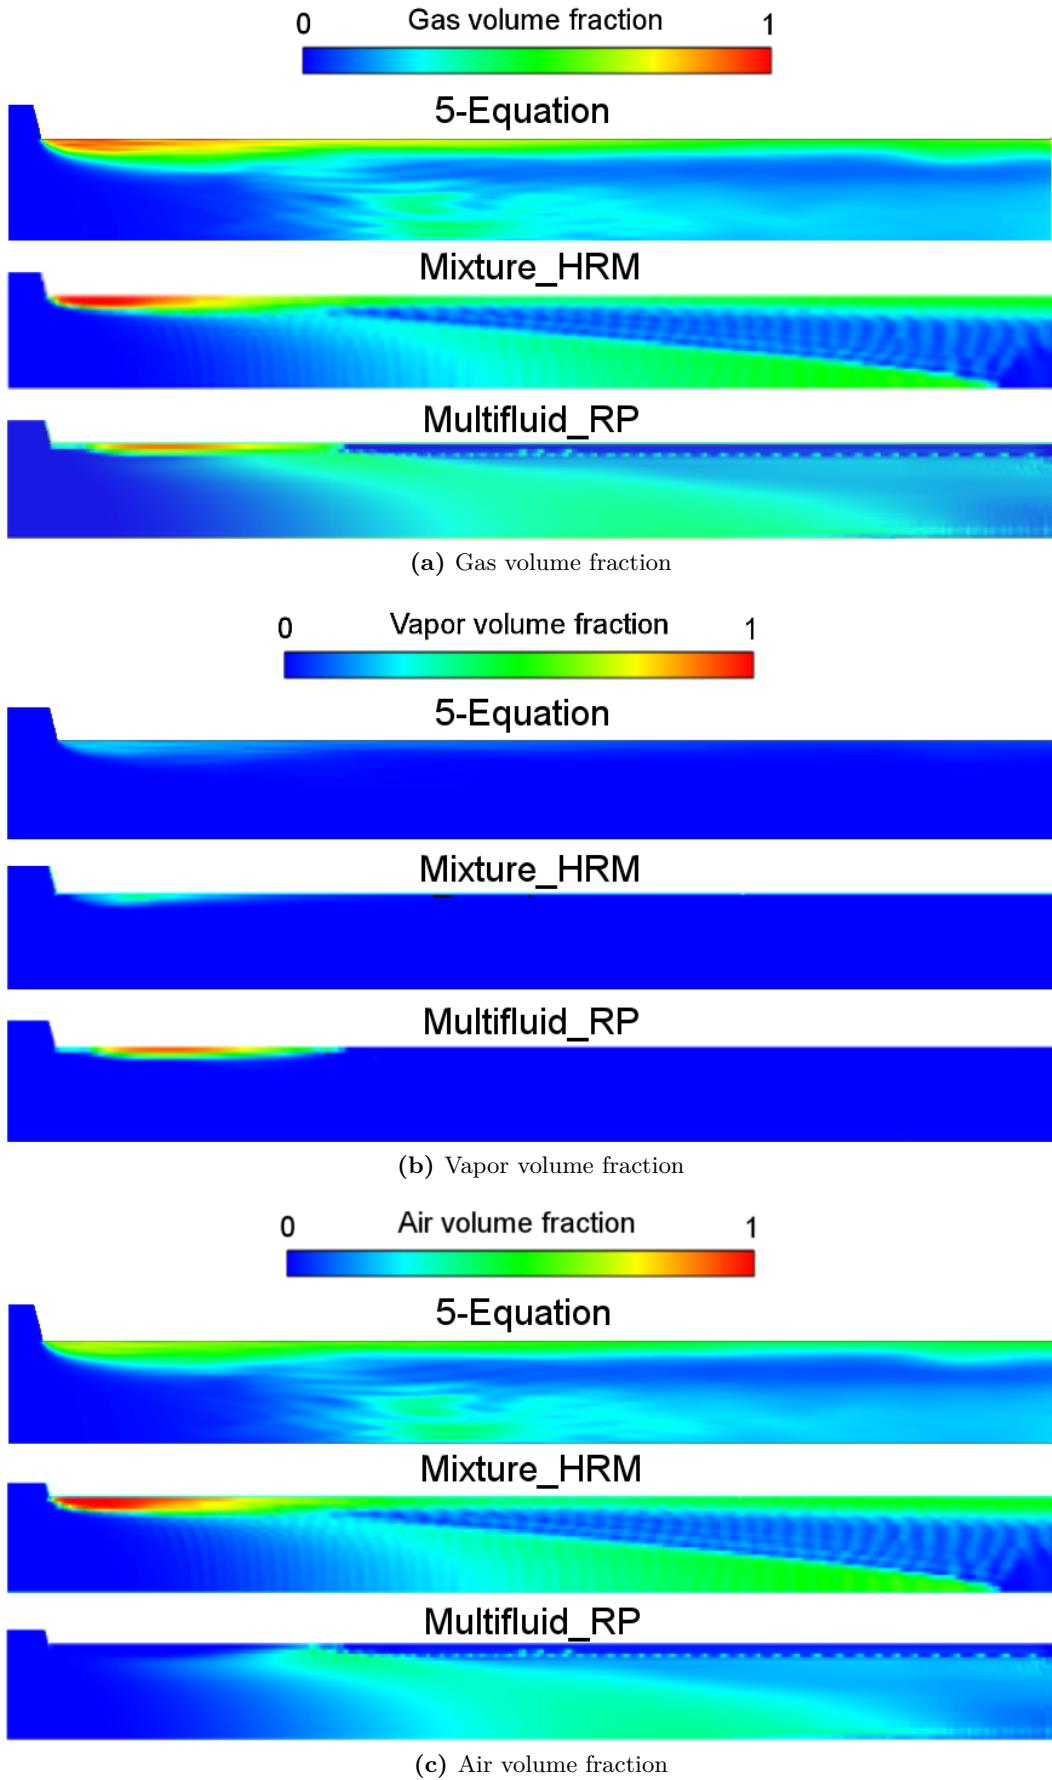 0 Gas volume fraction 1
5-Equation
Mixture_HRM
Multifluid_RP
(a) Gas volume fraction
0 Vapor volume fraction 1
5-Equation
Mixture_HRM
Multifluid_RP
(b) Vapor volume fraction
0 Air volume fraction 1
5-Equation
Mixture_HRM
Multifluid_RP
(c) Air volume fraction